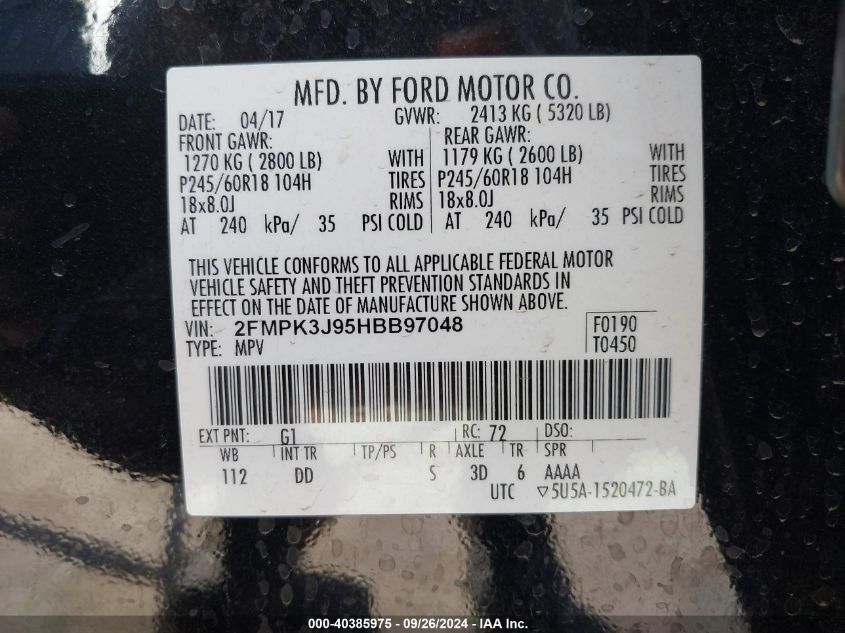 MFD. BY FORD MOTOR CO.
DATE: 04/17 GVWR: 2413 KG ( 5320 LB)
FRONT GAWR: REAR GAWR:
1270 KG ( 2800 LB) WITH 1179 KG ( 2600 LB) WITH
P245/60R18 104H TIRES P245/60R18 104H TIRES
18x8.0J RIMS 18x8.0J RIMS
AT 240 kPa/ 35 PSI COLD AT 240 kPa/ 35 PSI COLD
THIS VEHICLE CONFORMS TO ALL APPLICABLE FEDERAL MOTOR
VEHICLE SAFETY AND THEFT PREVENTION STANDARDS IN
EFFECT ON THE DATE OF MANUFACTURE SHOWN ABOVE.
VIN: 2FMPK3J95HBB97048 F0190
TYPE: MPV T0450
EXT PNT: G1 RC: 72 DSO:
WB INT TR TP/PS R AXLE TR SPR
112 DD S 3D 6 AAAA
UTC ▽5U5A-1520472-BA
000-40385975 - 09/26/2024 - IAA Inc.